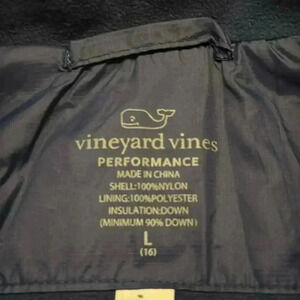 vineyard vines
PERFORMANCE
MADE IN CHINA
SHELL:100%NYLON
LINING:100%POLYESTER
INSULATION:DOWN
(MINIMUM 90% DOWN)
L
(16)